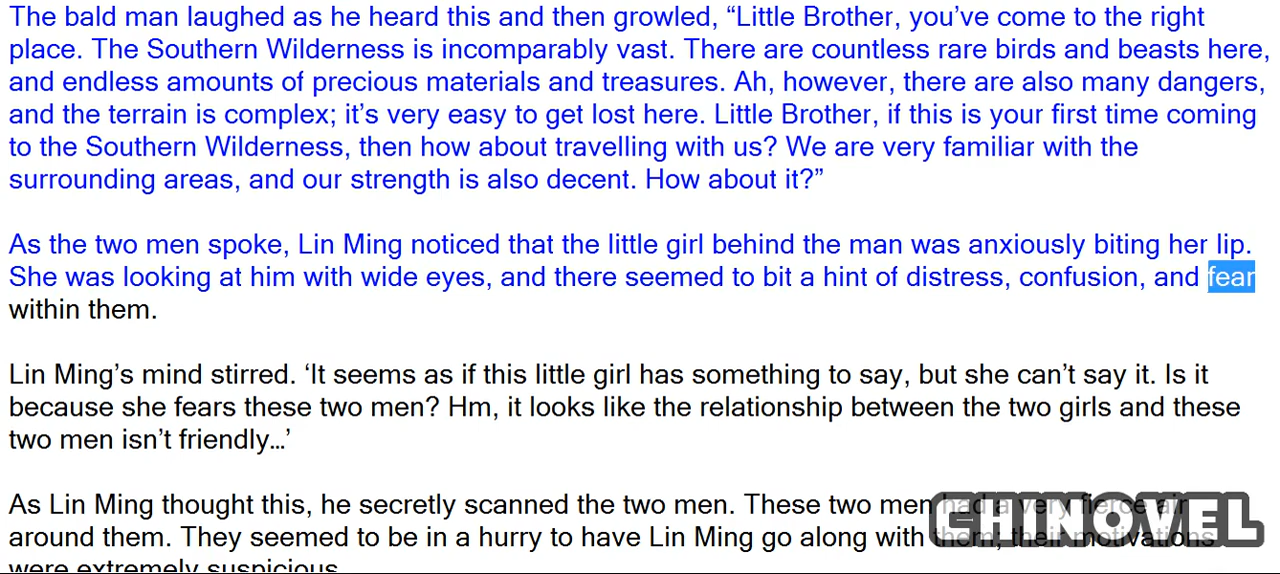 The bald man laughed as he heard this and then growled, “Little Brother, you’ve come to the right
place. The Southern Wilderness is incomparably vast. There are countless rare birds and beasts here,
and endless amounts of precious materials and treasures. Ah, however, there are also many dangers,
and the terrain is complex; it’s very easy to get lost here. Little Brother, if this is your first time coming
to the Southern Wilderness, then how about travelling with us? We are very familiar with the
surrounding areas, and our strength is also decent. How about it?”
As the two men spoke, Lin Ming noticed that the little girl behind the man was anxiously biting her lip.
She was looking at him with wide eyes, and there seemed to bit a hint of distress, confusion, and fear
within them.
Lin Ming’s mind stirred. ‘It seems as if this little girl has something to say, but she can’t say it. Is it
because she fears these two men? Hm, it looks like the relationship between the two girls and these
two men isn’t friendly…’
As Lin Ming thought this, he secretly scanned the two men. These two men had a very fierce air
around them. They seemed to be in a hurry to have Lin Ming go along with them; their motivations
were extremely suspicious.
CHINOVEL